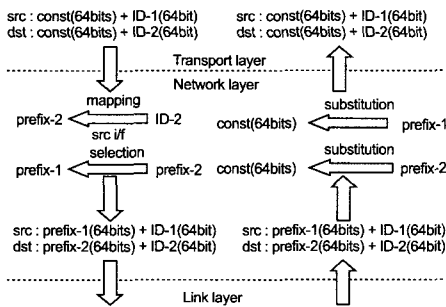 src : const(64bits) + ID-1(64bit)
dst : const(64bits) + ID-2(64bit)
src : const(64bits) + ID-1(64bit)
dst : const(64bits) + ID-2(64bit)
Transport layer
Network layer
mapping
prefix-2
ID-2
src i/f
selection
prefix-1
prefix-2
substitution
const(64bits)
prefix-1
substitution
const(64bits)
prefix-2
src : prefix-1(64bits) + ID-1(64bit)
dst : prefix-2(64bits) + ID-2(64bit)
src : prefix-1(64bits) + ID-1(64bit)
dst : prefix-2(64bits) + ID-2(64bit)
Link layer